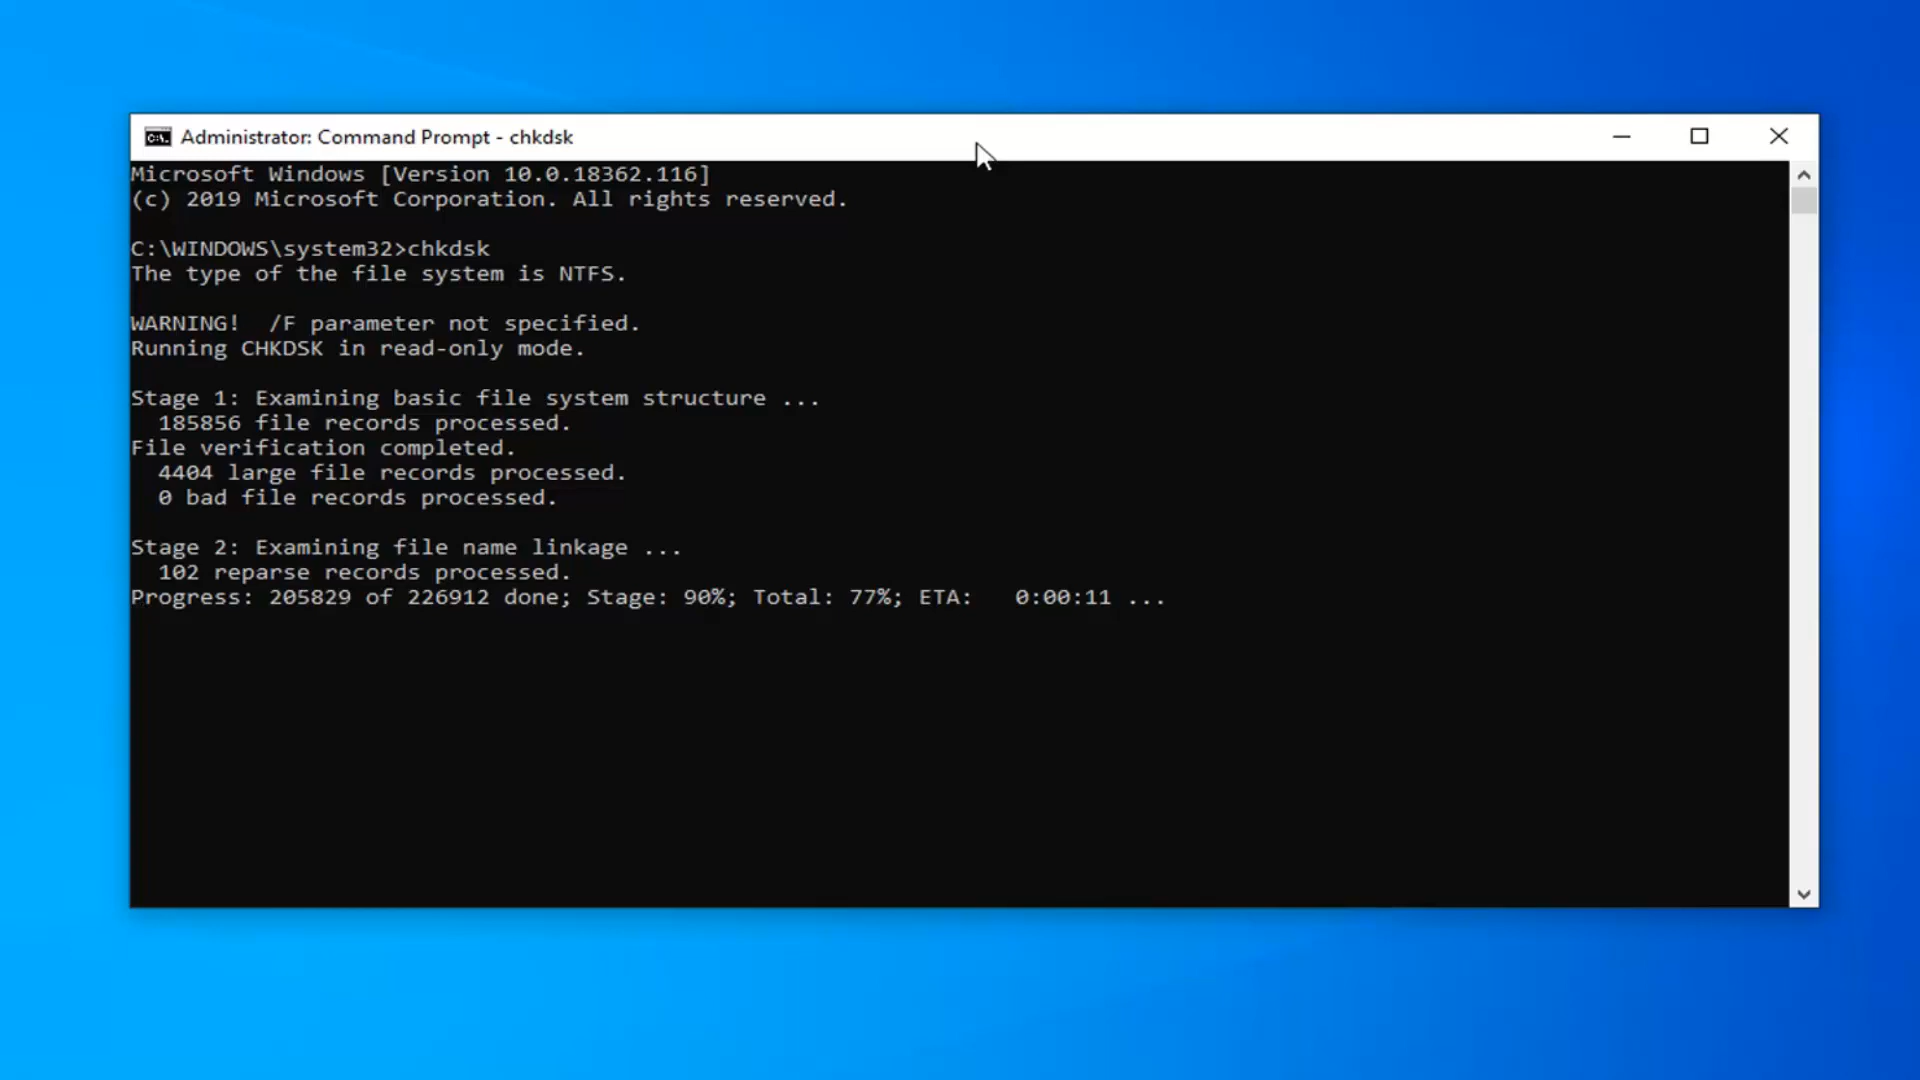 Administrator: Command Prompt - chkdsk
Microsoft Windows [Version 10.0.18362.116]
(c) 2019 Microsoft Corporation. All rights reserved.
C:\WINDOWS\system32>chkdsk
The type of the file system is NTFS.
WARNING!  /F parameter not specified.
Running CHKDSK in read-only mode.
Stage 1: Examining basic file system structure ...
  185856 file records processed.
File verification completed.
  4404 large file records processed.
  0 bad file records processed.
Stage 2: Examining file name linkage ...
  102 reparse records processed.
Progress: 205829 of 226912 done; Stage: 90%; Total: 77%; ETA:   0:00:11 ...